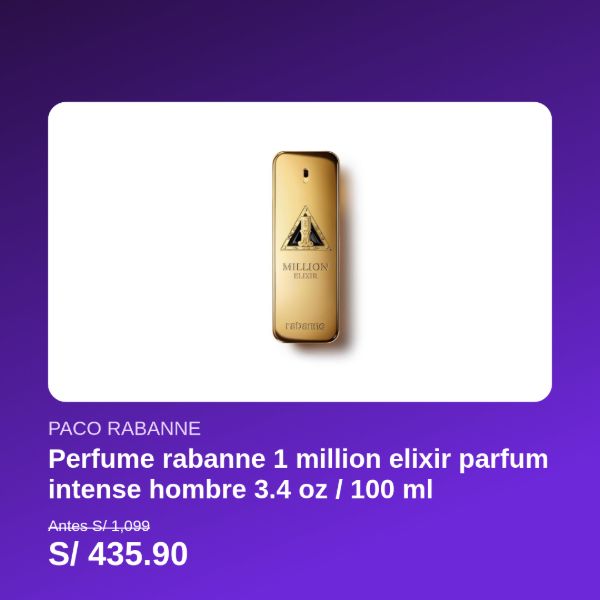 1
MILLION
ELIXIR
rabanne
PACO RABANNE
Perfume rabanne 1 million elixir parfum
intense hombre 3.4 oz / 100 ml
Antes S/ 1,099
S/ 435.90